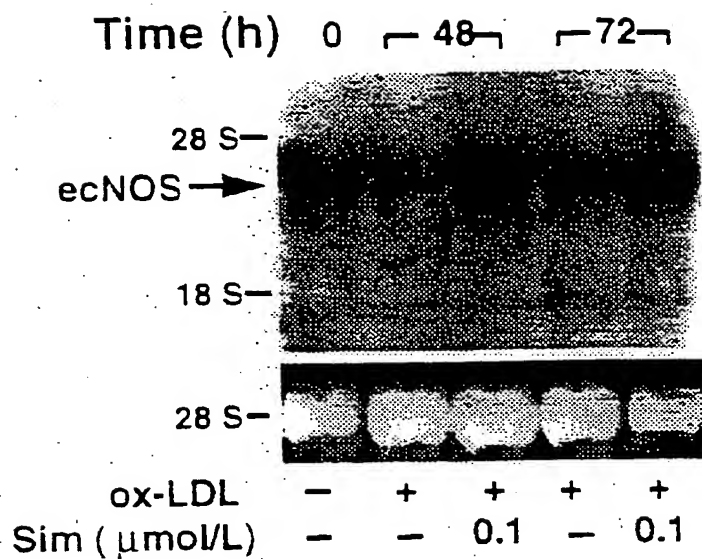 Time (h) 0 48 72
28 S
ecNOS
18 S
28 S
ox-LDL − + + + +
Sim (μmol/L) − − 0.1 − 0.1